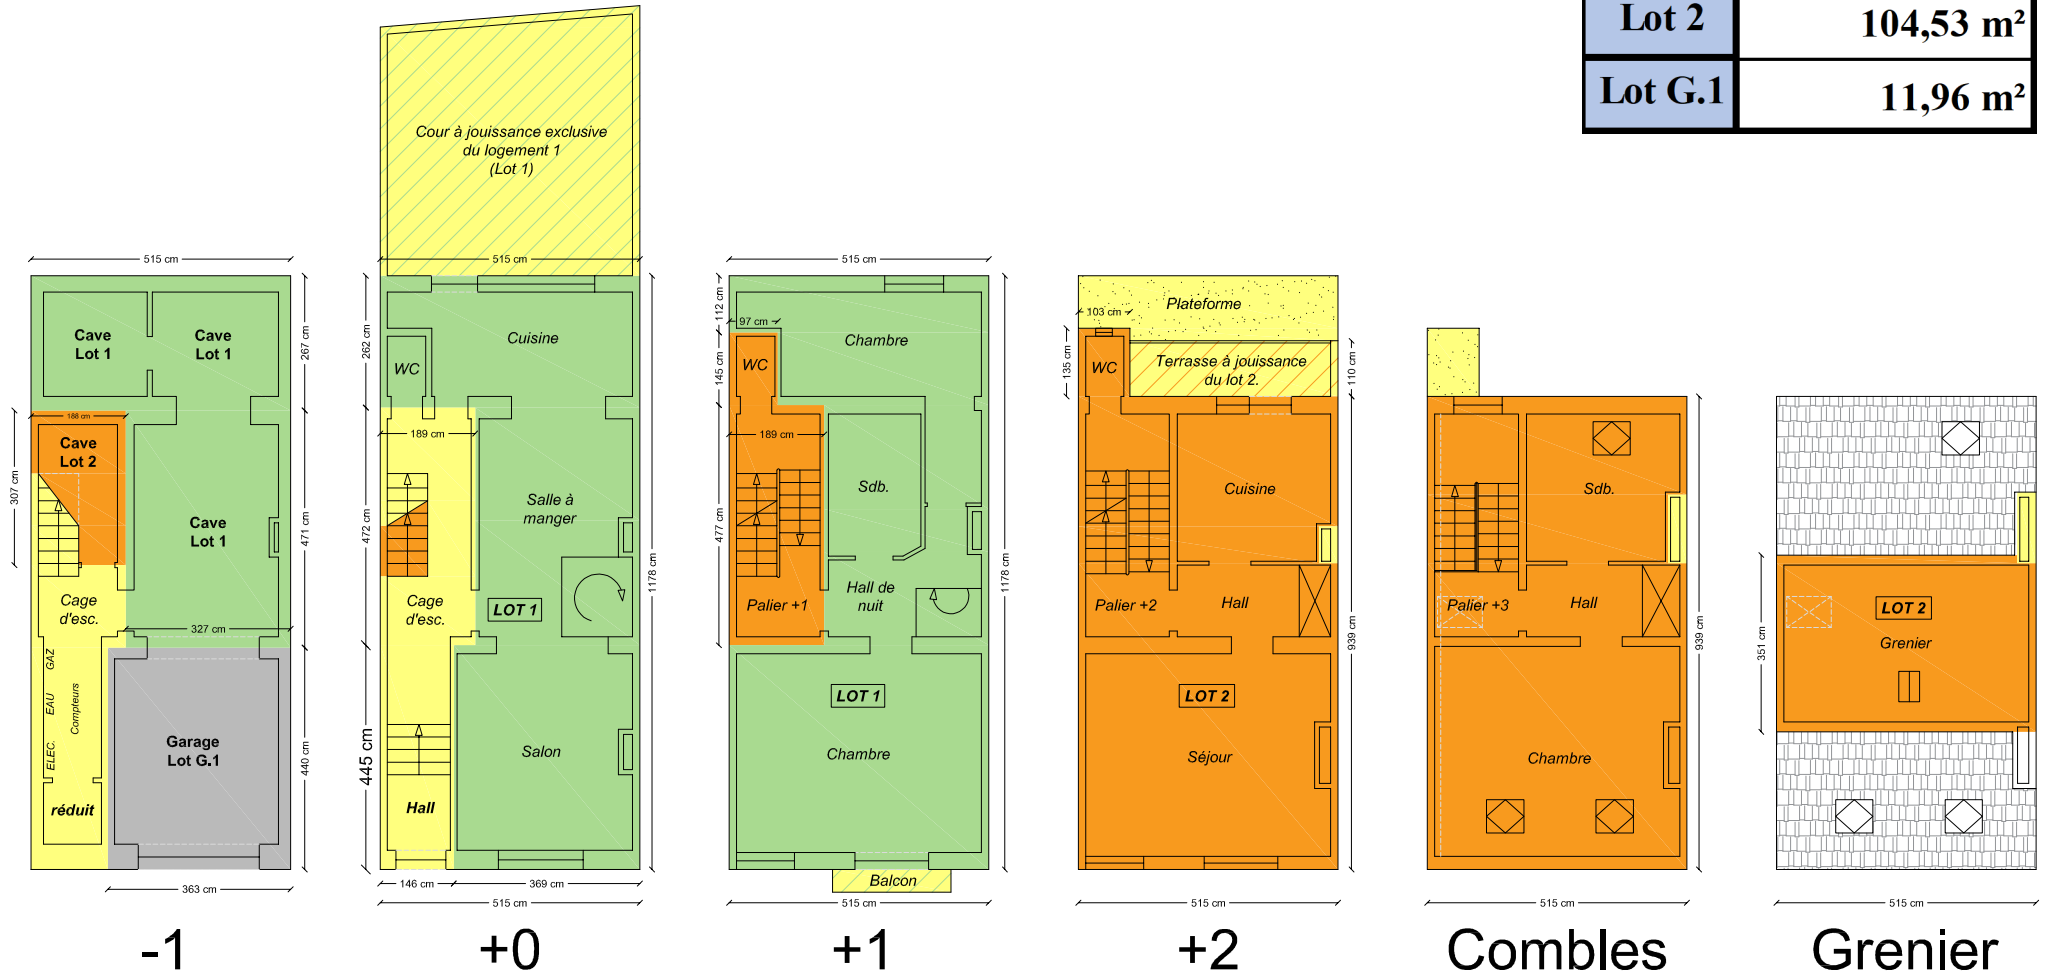 Lot 2 104,53 m²
Lot G.1 11,96 m²
Cour à jouissance exclusive
du logement 1
(Lot 1)
515 cm
Cave
Lot 1
Cave
Lot 1
267 cm
188 cm
Cave
Lot 2
307 cm
Cave
Lot 1
471 cm
Cage
d'esc.
327 cm
GAZ
EAU
ELEC.
Compteurs
Garage
Lot G.1
440 cm
réduit
363 cm
-1
515 cm
262 cm
Cuisine
WC
189 cm
472 cm
Salle à
manger
1178 cm
Cage
d'esc.
LOT 1
445 cm
Salon
Hall
146 cm
369 cm
515 cm
+0
515 cm
112 cm
97 cm
Chambre
145 cm
WC
189 cm
477 cm
Sdb.
1178 cm
Palier +1
Hall de
nuit
LOT 1
Chambre
Balcon
515 cm
+1
Plateforme
103 cm
135 cm
WC
Terrasse à jouissance
du lot 2.
110 cm
Cuisine
Palier +2
Hall
939 cm
LOT 2
Séjour
515 cm
+2
Sdb.
Palier +3
Hall
939 cm
Chambre
515 cm
Combles
351 cm
LOT 2
Grenier
515 cm
Grenier